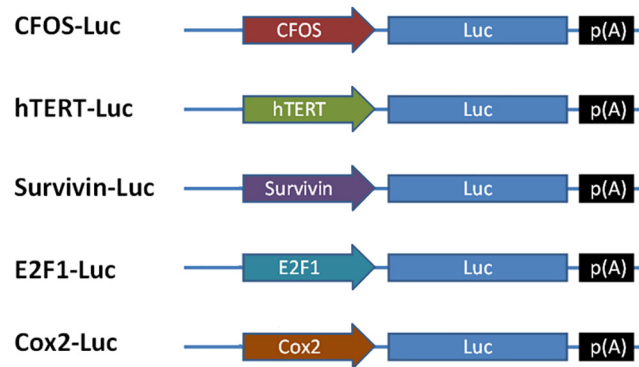 CFOS-Luc CFOS Luc p(A)
hTERT-Luc hTERT Luc p(A)
Survivin-Luc Survivin Luc p(A)
E2F1-Luc E2F1 Luc p(A)
Cox2-Luc Cox2 Luc p(A)